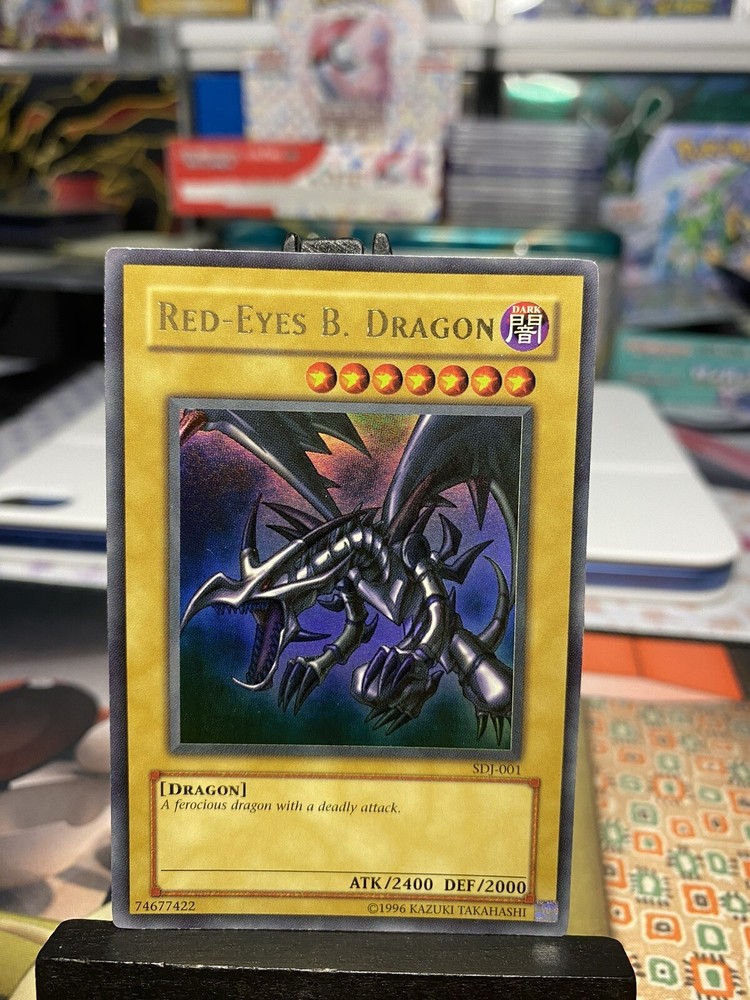 RED-EYES B. DRAGON
DARK
闇
SDJ-001
[DRAGON]
A ferocious dragon with a deadly attack.
ATK/2400 DEF/2000
74677422
©1996 KAZUKI TAKAHASHI